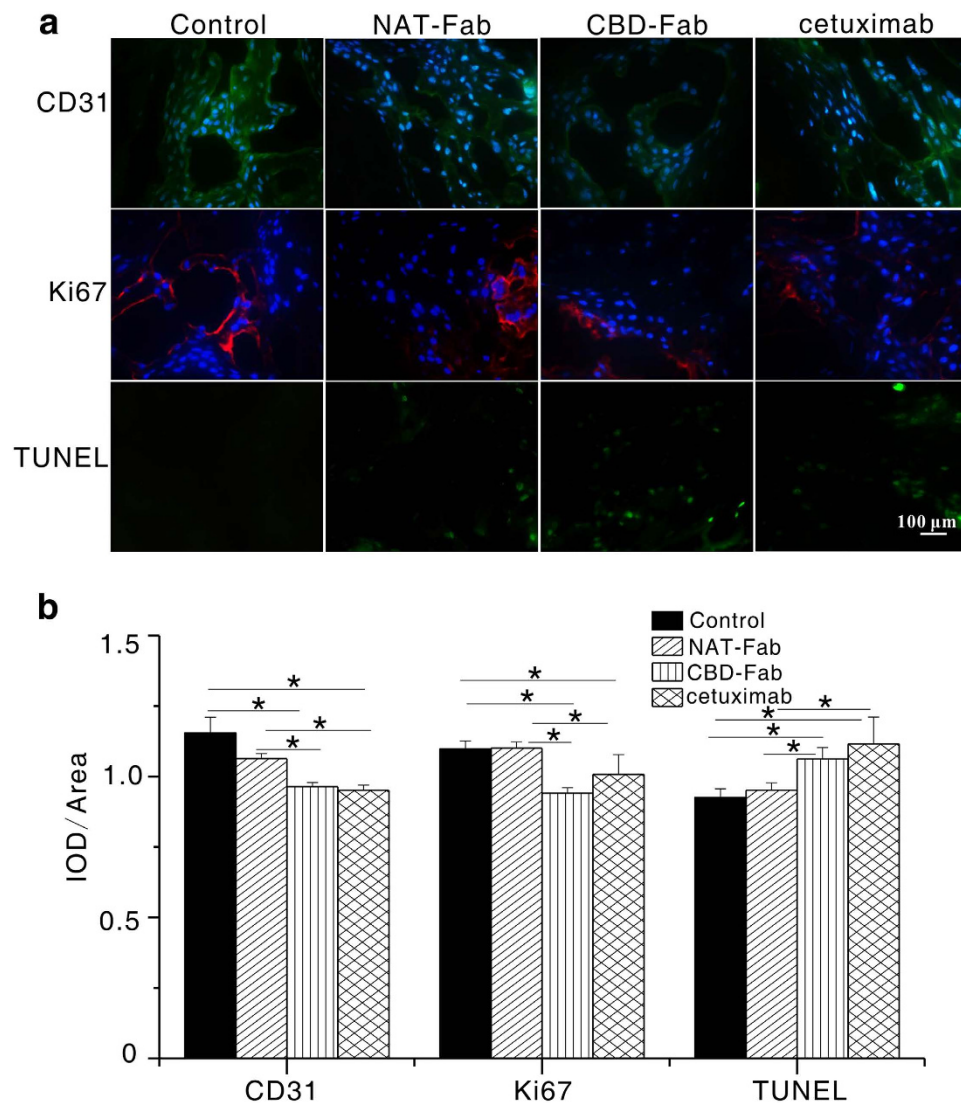 a
Control NAT-Fab CBD-Fab cetuximab
CD31
Ki67
TUNEL
100 µm
b
Control
NAT-Fab
CBD-Fab
cetuximab
IOD/Area
1.5
1.0
0.5
0
* * * *
* * * *
* * * *
CD31 Ki67 TUNEL